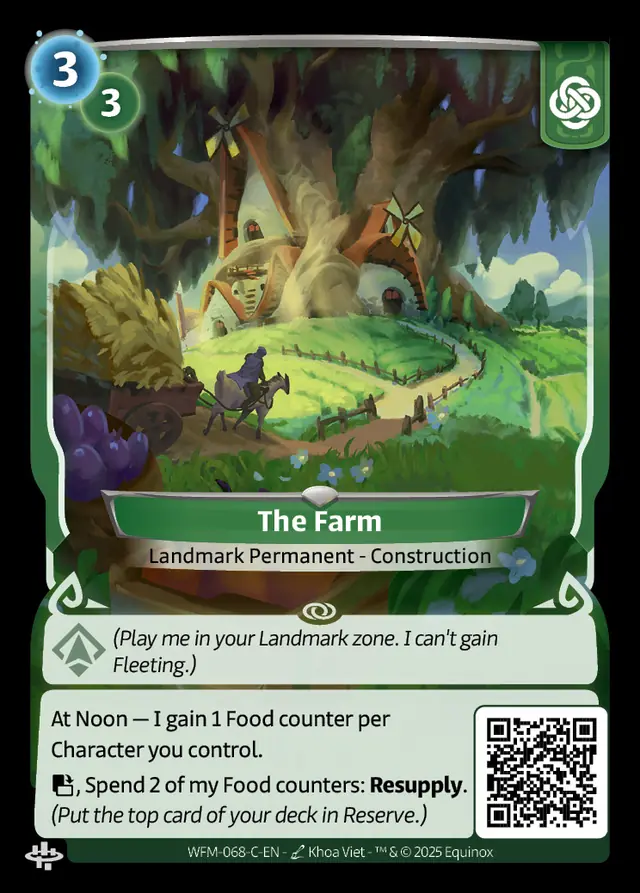 3
3
The Farm
Landmark Permanent - Construction
(Play me in your Landmark zone. I can't gain
Fleeting.)
At Noon — I gain 1 Food counter per
Character you control.
, Spend 2 of my Food counters: Resupply.
(Put the top card of your deck in Reserve.)
WFM-068-C-EN - Khoa Viet - ™ & © 2025 Equinox